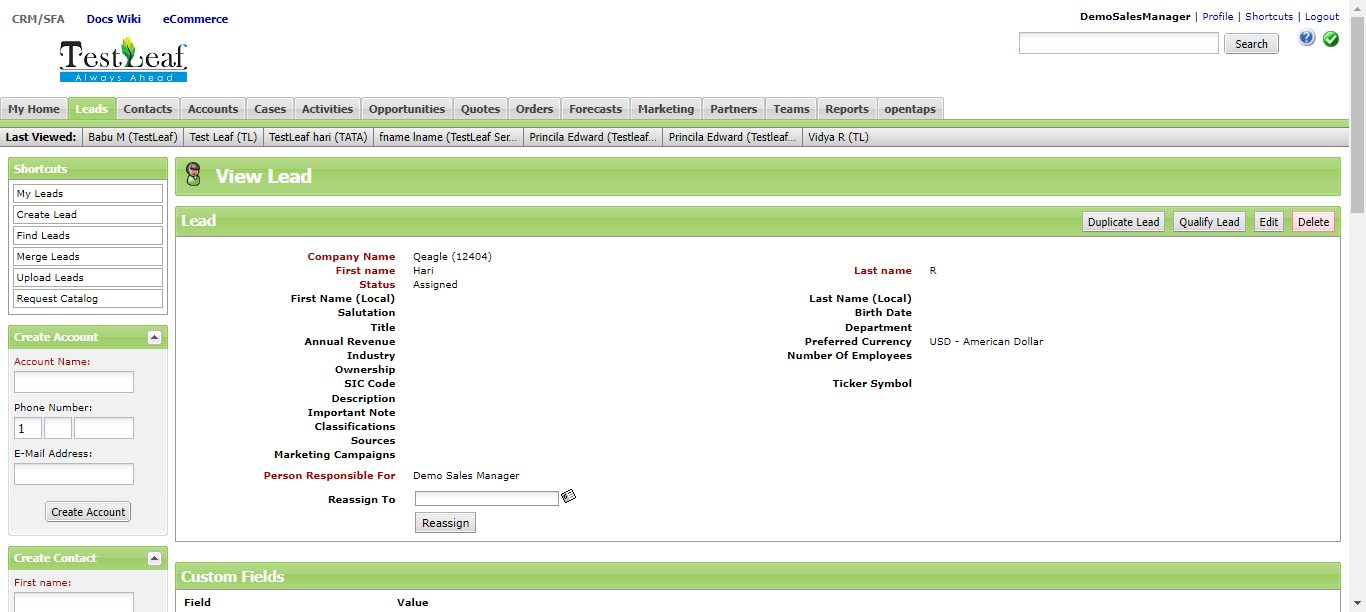 CRM/SFA Docs Wiki eCommerce
DemoSalesManager | Profile | Shortcuts | Logout
TestLeaf
Always Ahead
Search
My Home Leads Contacts Accounts Cases Activities Opportunities Quotes Orders Forecasts Marketing Partners Teams Reports opentaps
Last Viewed: Babu M (TestLeaf) Test Leaf (TL) TestLeaf hari (TATA) fname lname (TestLeaf Ser... Princila Edward (Testleaf... Princila Edward (Testleaf... Vidya R (TL)
Shortcuts
My Leads
Create Lead
Find Leads
Merge Leads
Upload Leads
Request Catalog
Create Account
Account Name:
Phone Number:
1
E-Mail Address:
Create Account
Create Contact
First name:
View Lead
Lead
Duplicate Lead Qualify Lead Edit Delete
Company Name Qeagle (12404)
First name Hari Last name R
Status Assigned
First Name (Local) Last Name (Local)
Salutation Birth Date
Title Department
Annual Revenue Preferred Currency USD - American Dollar
Industry Number Of Employees
Ownership
SIC Code Ticker Symbol
Description
Important Note
Classifications
Sources
Marketing Campaigns
Person Responsible For Demo Sales Manager
Reassign To
Reassign
Custom Fields
Field Value